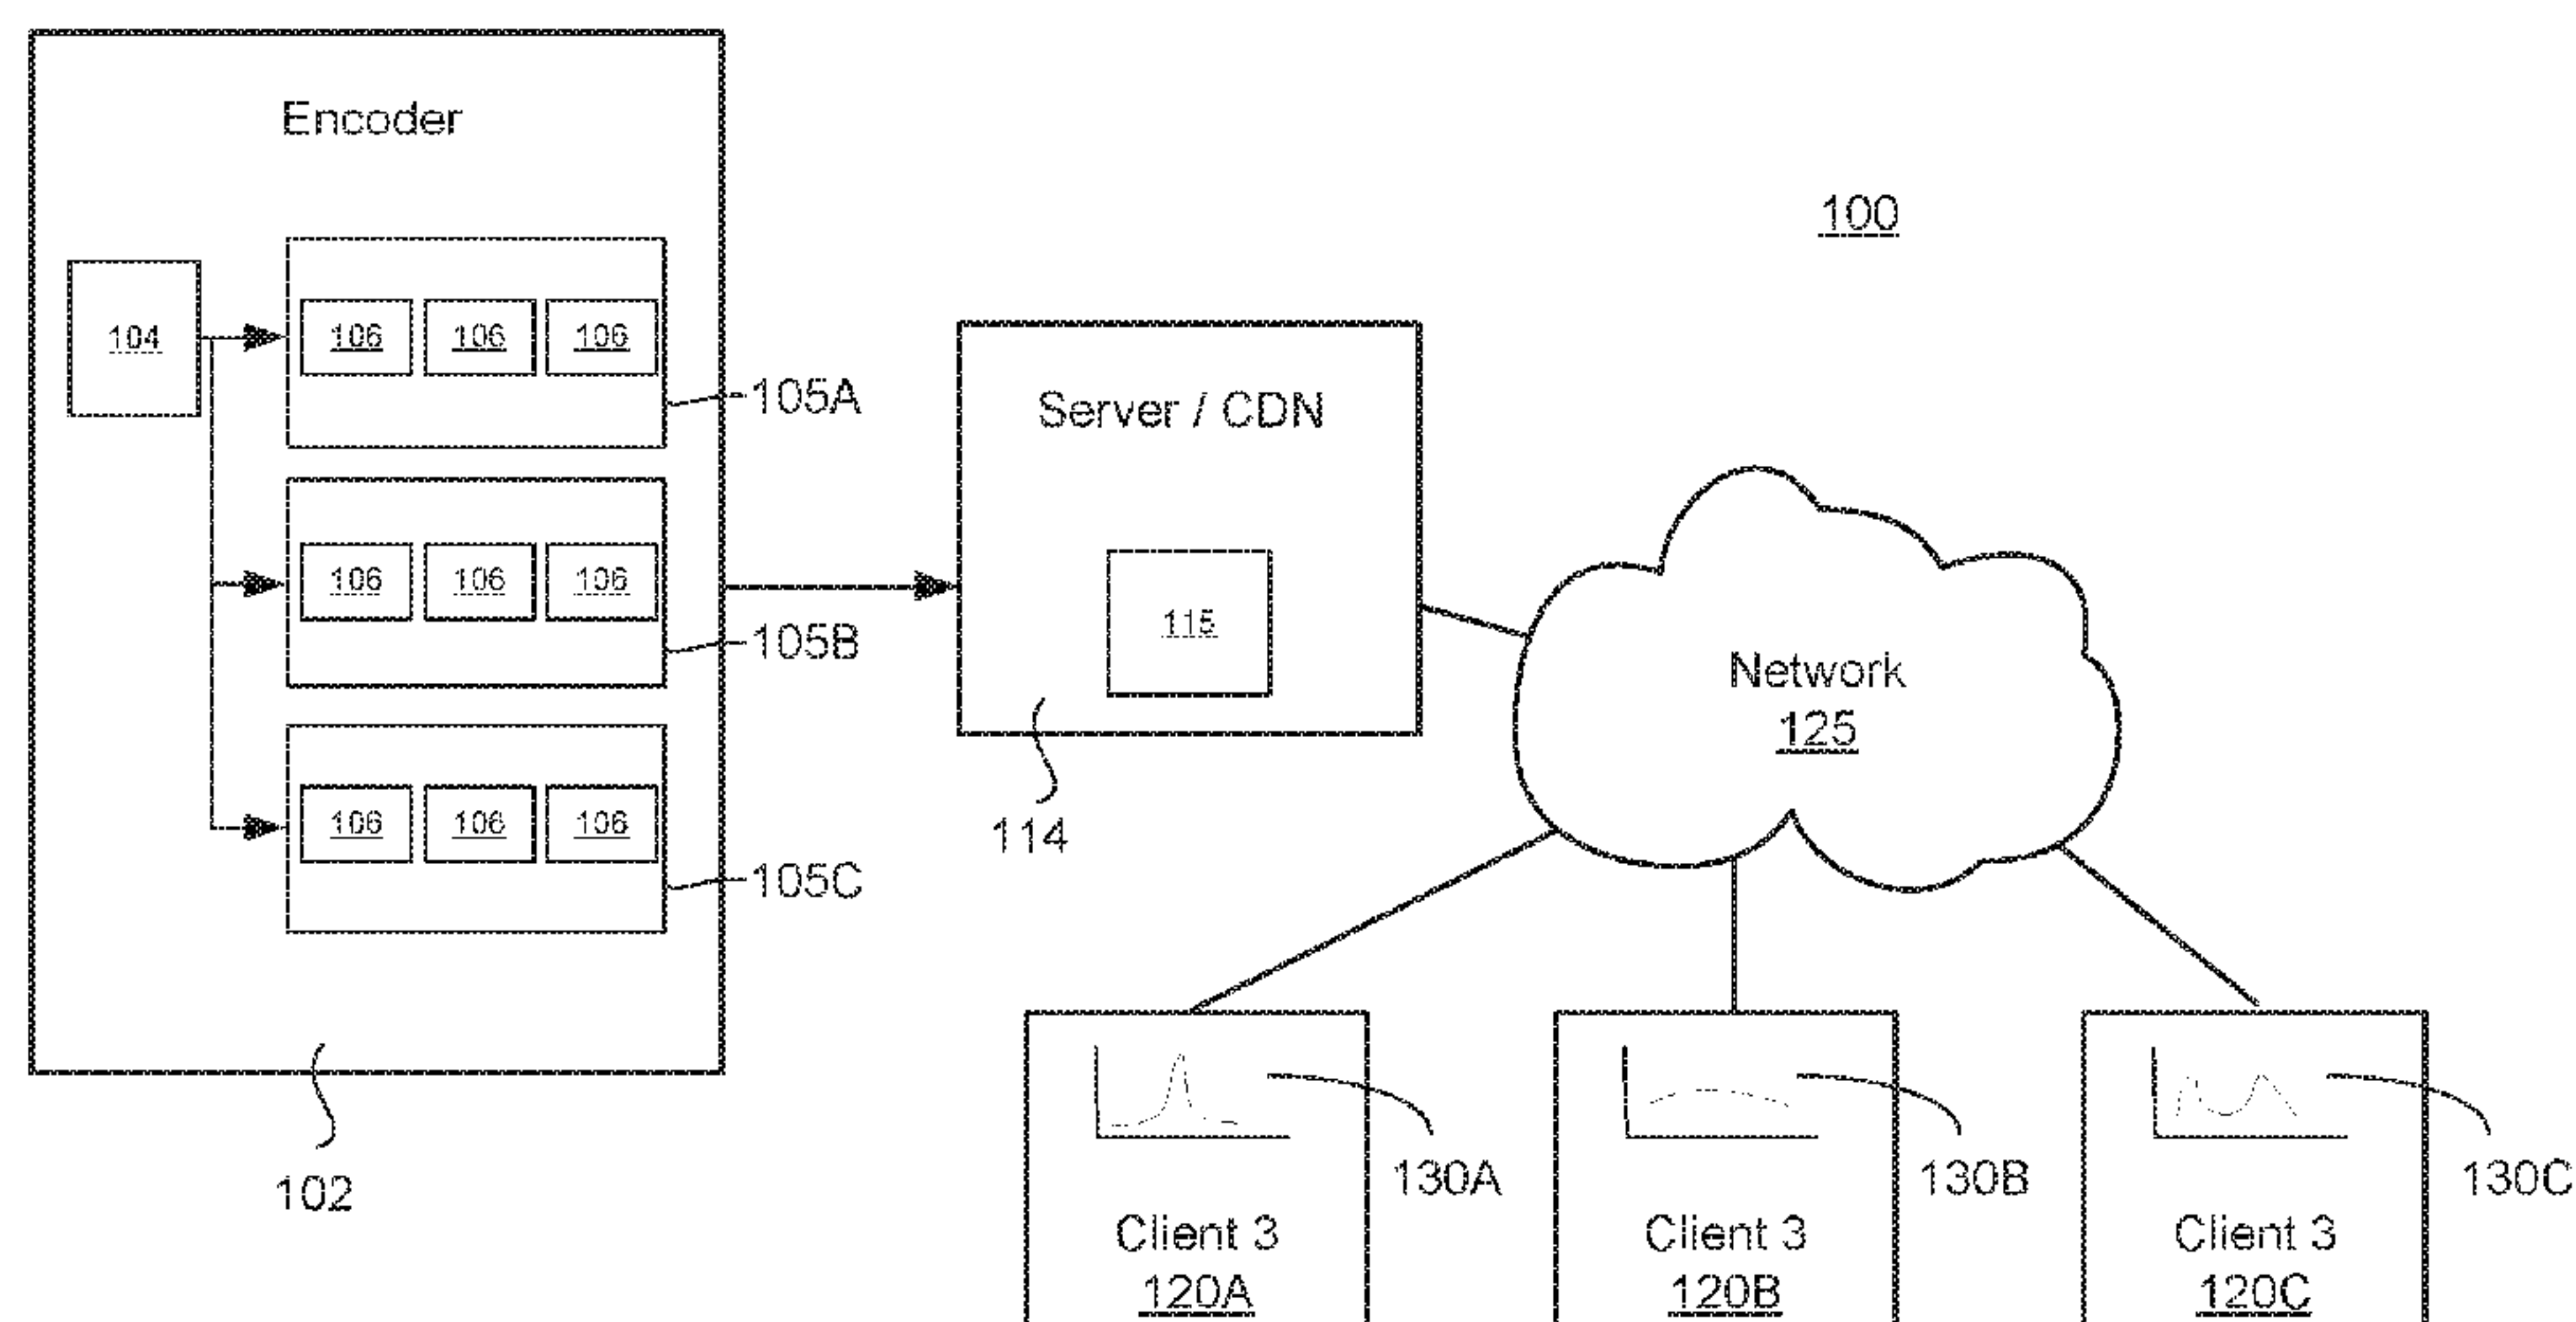 Encoder
100
104
106 106 106
105A
Server / CDN
106 106 106
115
105B
Network
125
114
106 106 106
105C
102
130A
130B
130C
Client 3
120A
Client 3
120B
Client 3
120C